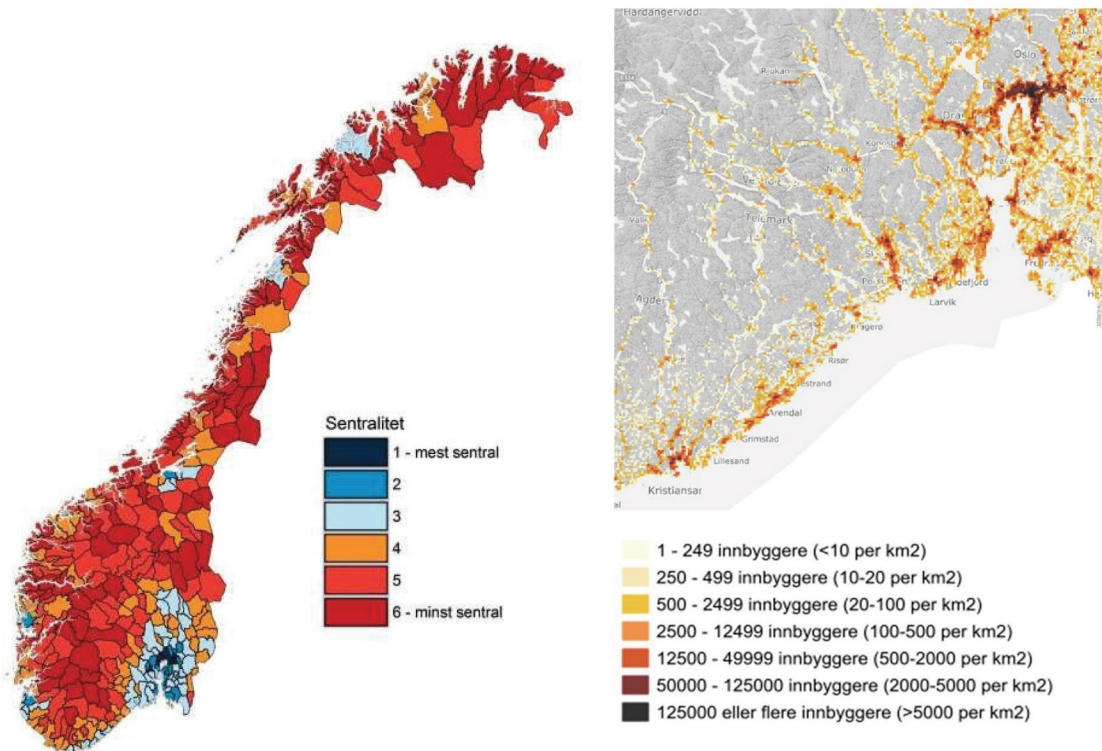 Sentralitet
1 - mest sentral
2
3
4
5
6 - minst sentral
Hardangervidd
Oslo
Rjukan
Telemark
Agder
Larvik
Risør
Arendal
Grimstad
Lillesand
Kristiansar
1 - 249 innbyggere (<10 per km2)
250 - 499 innbyggere (10-20 per km2)
500 - 2499 innbyggere (20-100 per km2)
2500 - 12499 innbyggere (100-500 per km2)
12500 - 49999 innbyggere (500-2000 per km2)
50000 - 125000 innbyggere (2000-5000 per km2)
125000 eller flere innbyggere (>5000 per km2)